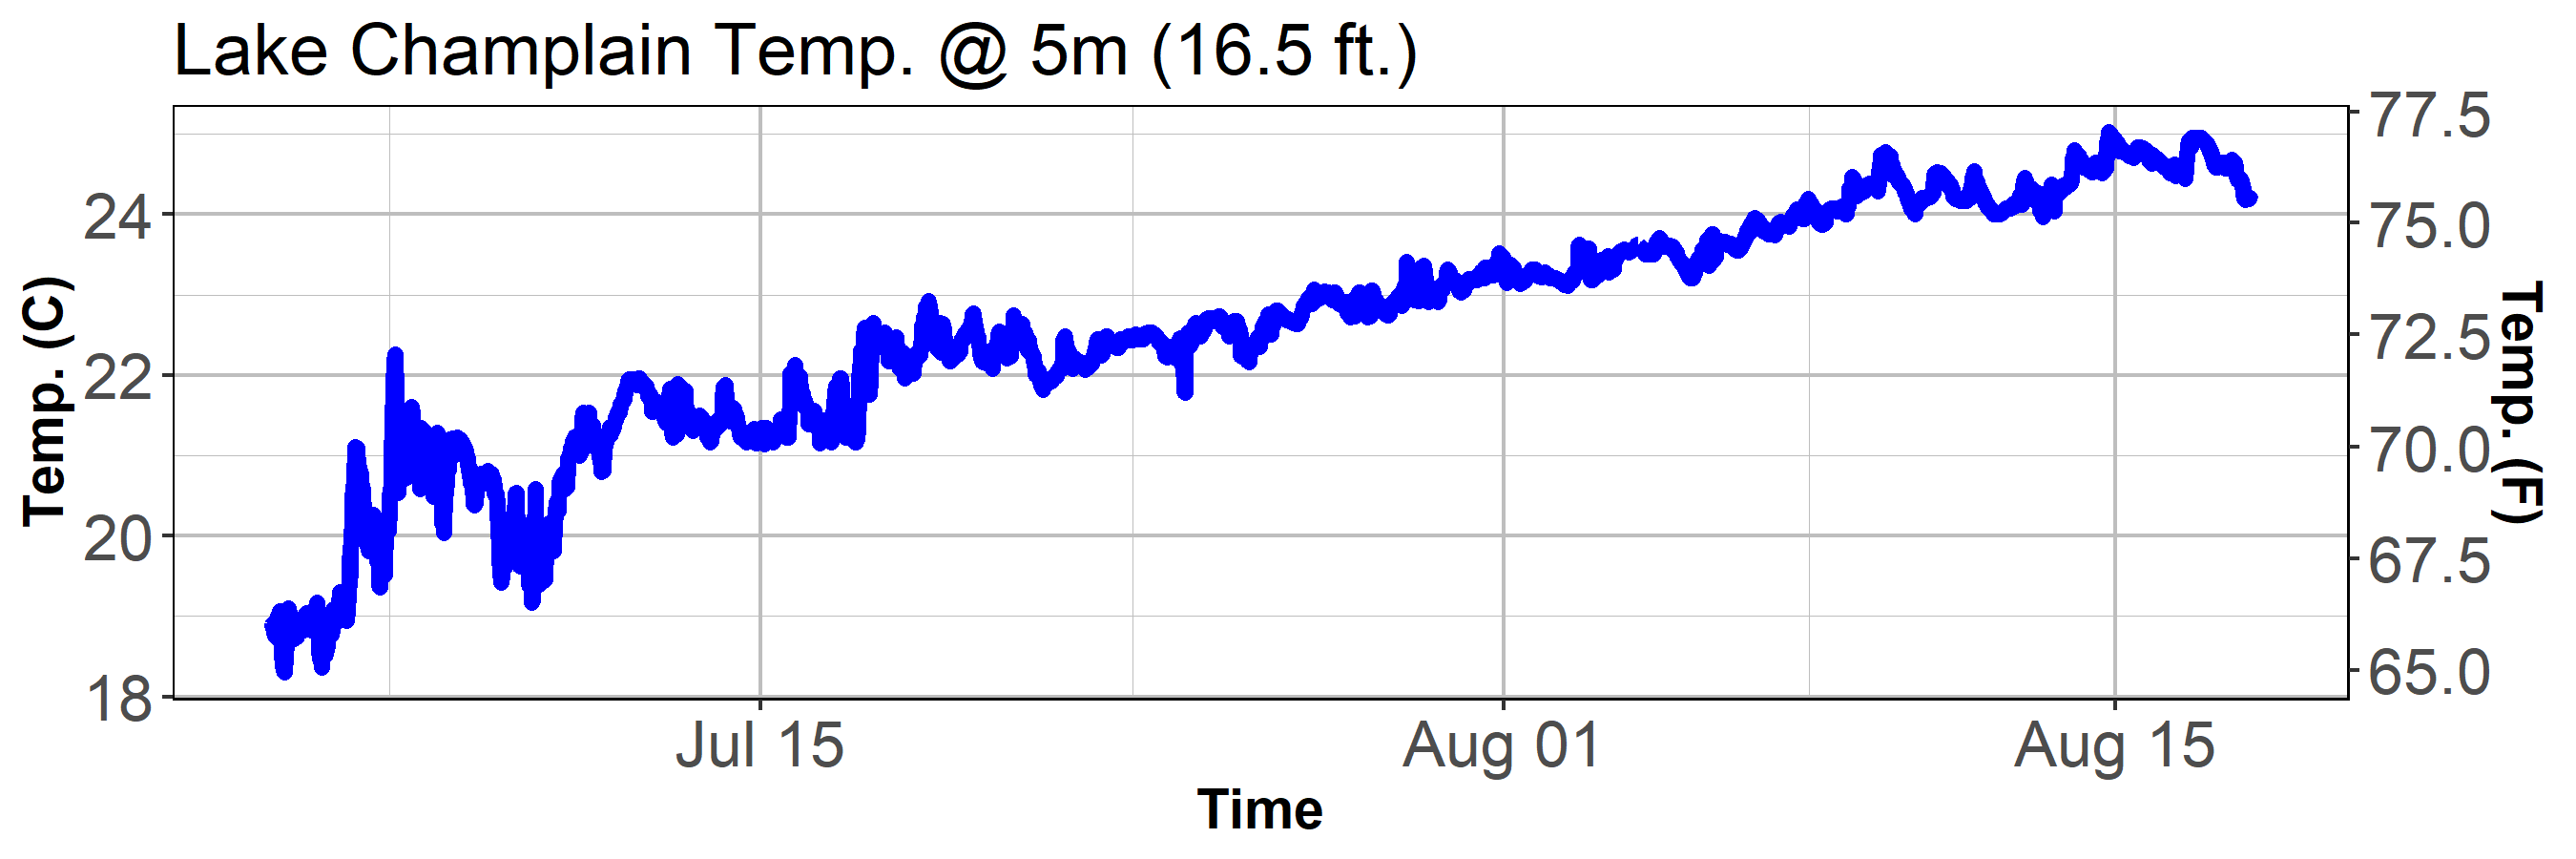 Lake Champlain Temp. @ 5m (16.5 ft.)
Temp. (C)
24
22
20
18
77.5
75.0
72.5
70.0
67.5
65.0
Temp. (F)
Jul 15
Aug 01
Aug 15
Time